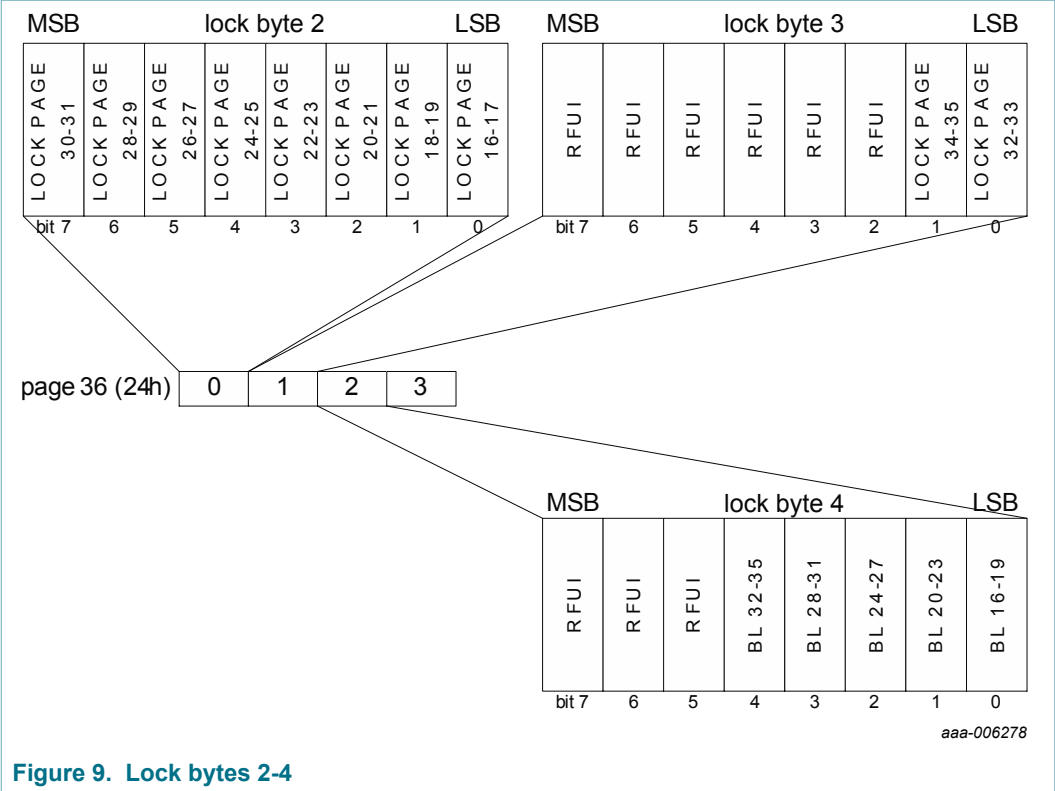 MSB lock byte 2 LSB
LOCK PAGE 30-31
LOCK PAGE 28-29
LOCK PAGE 26-27
LOCK PAGE 24-25
LOCK PAGE 22-23
LOCK PAGE 20-21
LOCK PAGE 18-19
LOCK PAGE 16-17
bit 7 6 5 4 3 2 1 0
MSB lock byte 3 LSB
RFUI
RFUI
RFUI
RFUI
RFUI
RFUI
LOCK PAGE 34-35
LOCK PAGE 32-33
bit 7 6 5 4 3 2 1 0
page 36 (24h) 0 1 2 3
MSB lock byte 4 LSB
RFUI
RFUI
RFUI
BL 32-35
BL 28-31
BL 24-27
BL 20-23
BL 16-19
bit 7 6 5 4 3 2 1 0
aaa-006278
Figure 9. Lock bytes 2-4